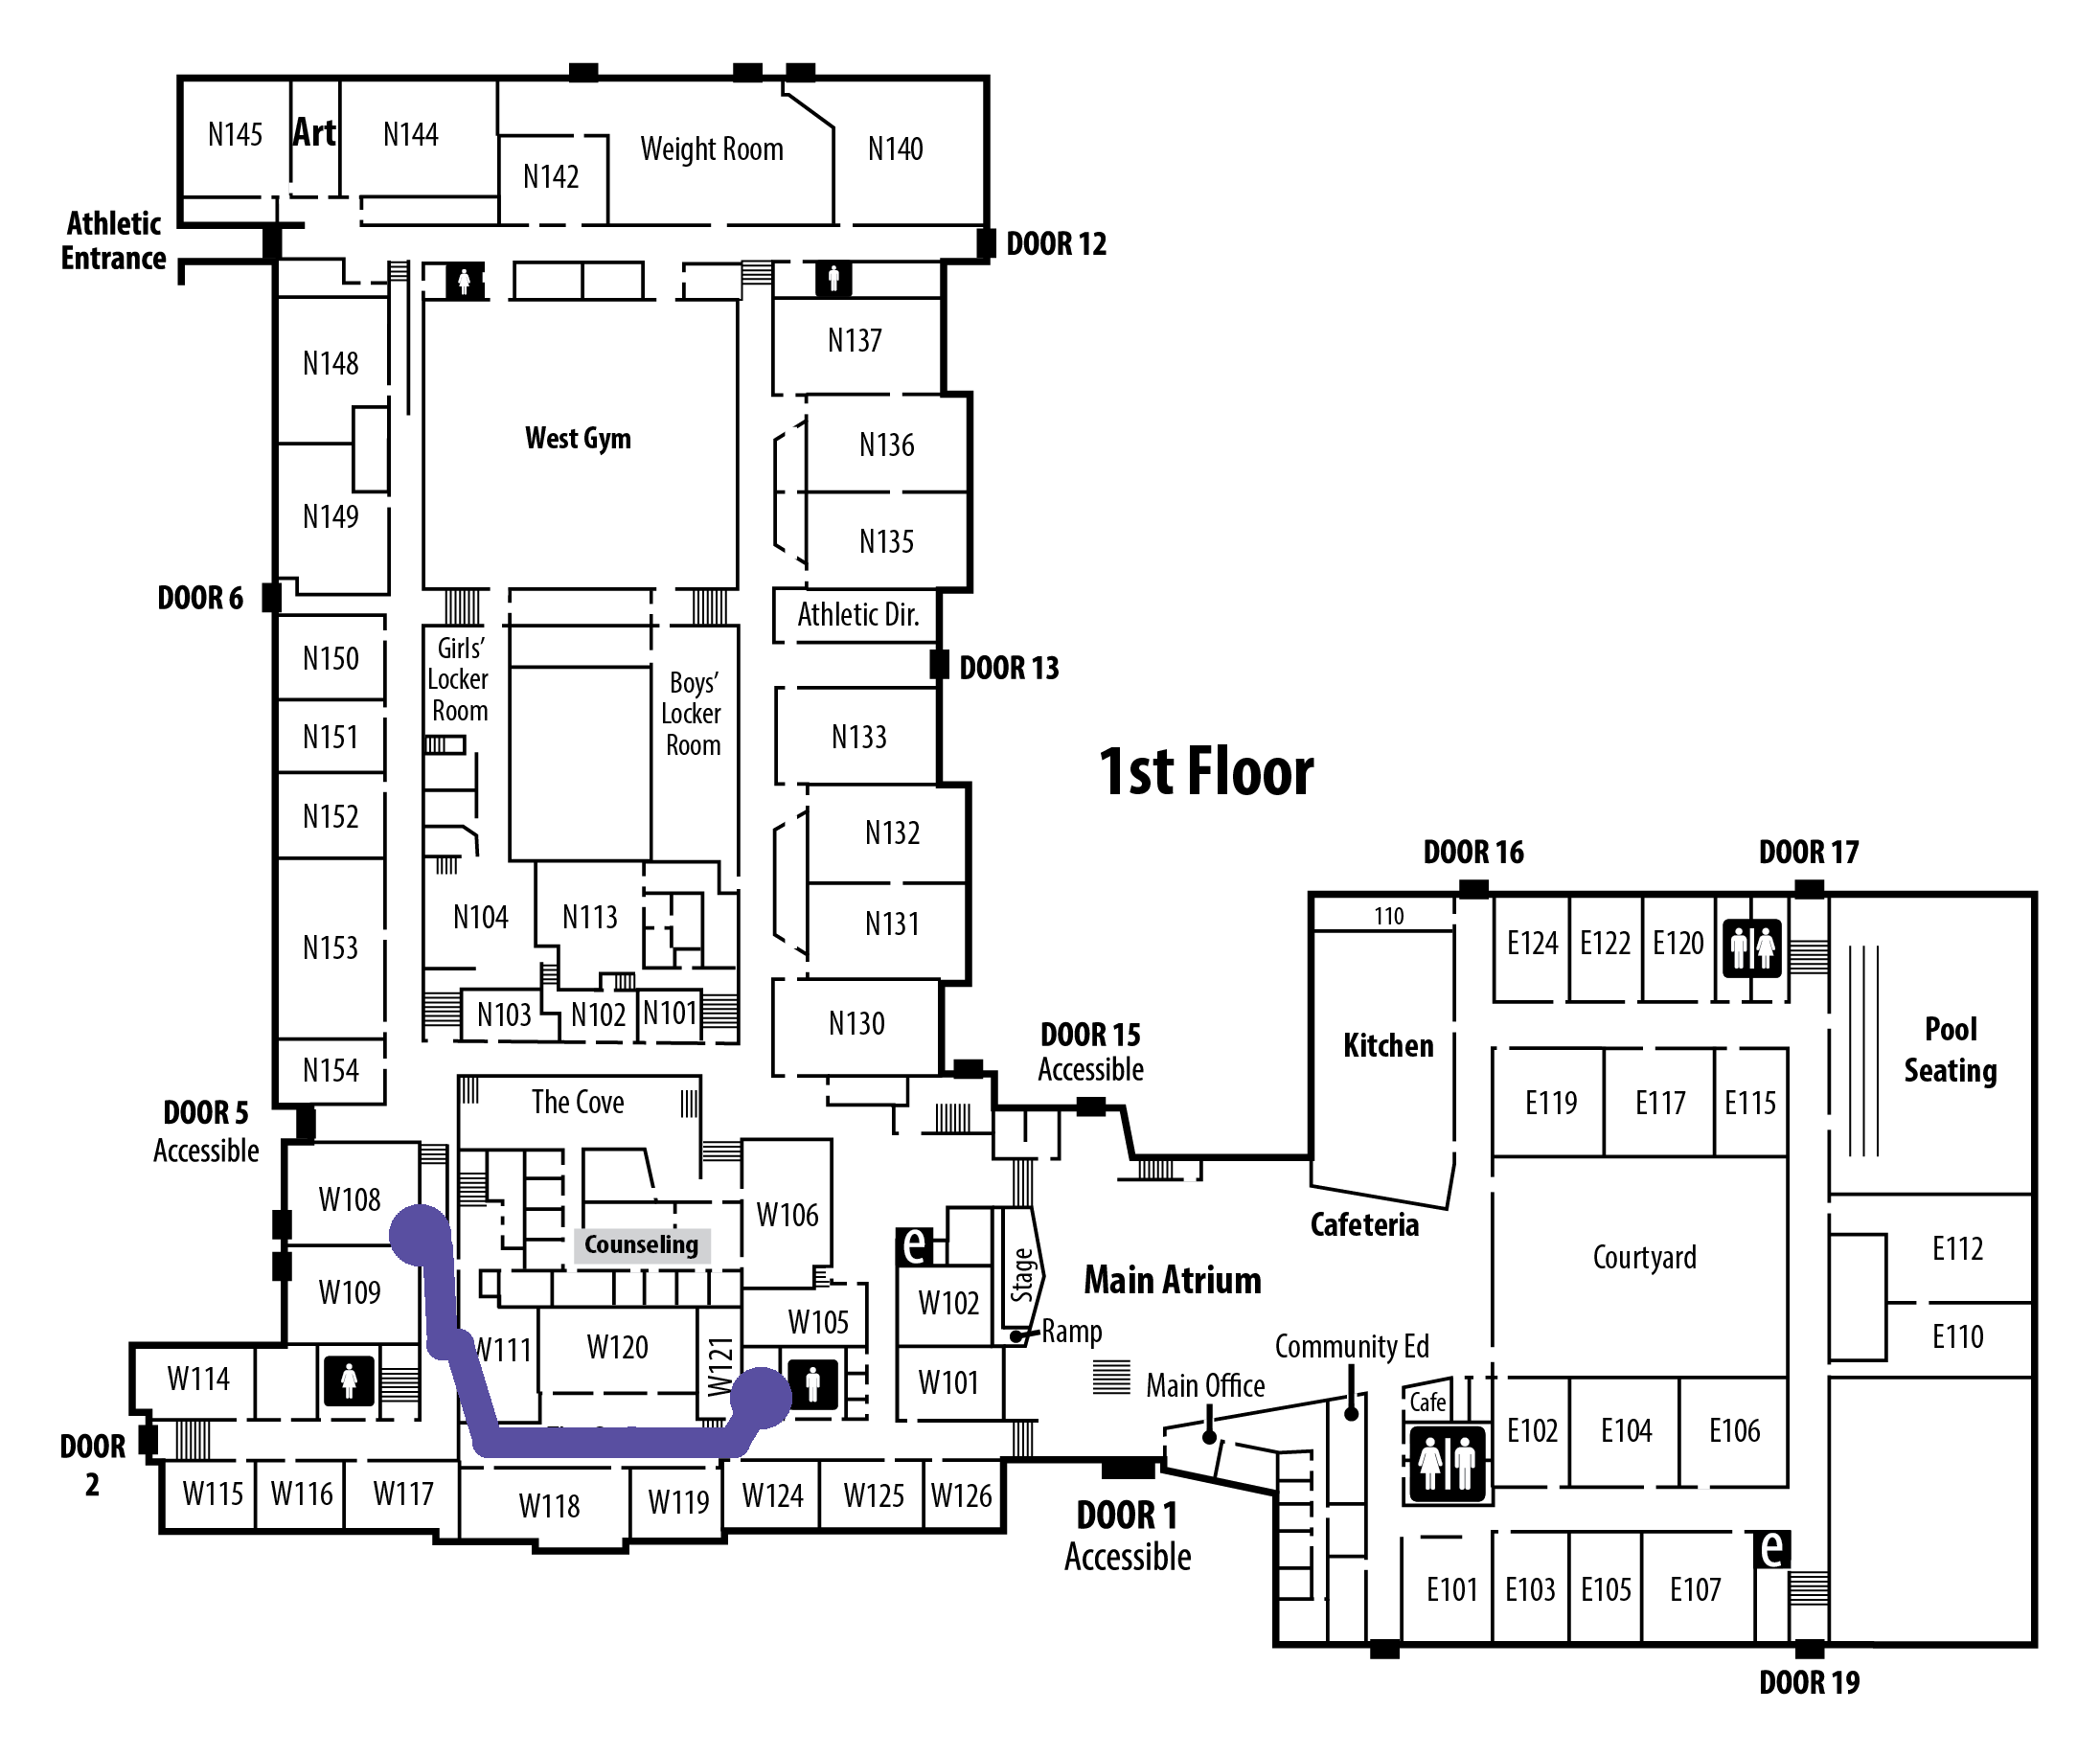 N145
Art
N144
N142
Weight Room
N140
Athletic
Entrance
DOOR 12
N148
N137
West Gym
N136
N149
N135
DOOR 6
Athletic Dir.
N150
Girls'
Locker
Room
Boys'
Locker
Room
DOOR 13
N151
N133
1st Floor
N152
N132
DOOR 16
DOOR 17
N153
N104
N113
N131
110
E124
E122
E120
N103
N102
N101
N130
DOOR 15
Accessible
Kitchen
Pool
Seating
N154
The Cove
E119
E117
E115
DOOR 5
Accessible
W108
W106
Counseling
e
Cafeteria
Courtyard
E112
W109
W105
W102
Stage
Main Atrium
Ramp
E110
W114
W111
W120
W121
W101
Main Office
Community Ed
Cafe
E102
E104
E106
DOOR
2
W115
W116
W117
W118
W119
W124
W125
W126
DOOR 1
Accessible
e
E101
E103
E105
E107
DOOR 19